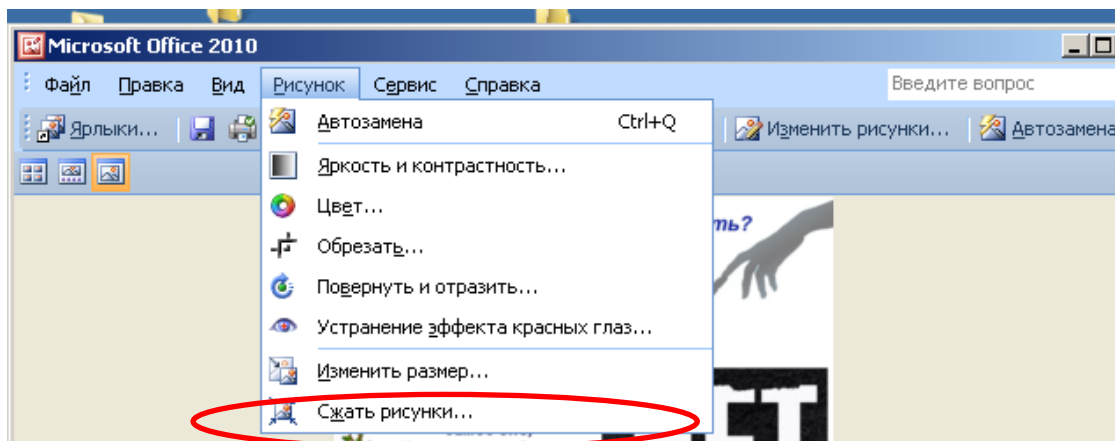 Microsoft Office 2010
Файл Правка Вид Рисунок Сервис Справка Введите вопрос
Ярлыки... Изменить рисунки... Автозамена
Автозамена Ctrl+Q
Яркость и контрастность...
Цвет...
ть?
Обрезать...
Повернуть и отразить...
Устранение эффекта красных глаз...
Изменить размер...
Сжать рисунки...